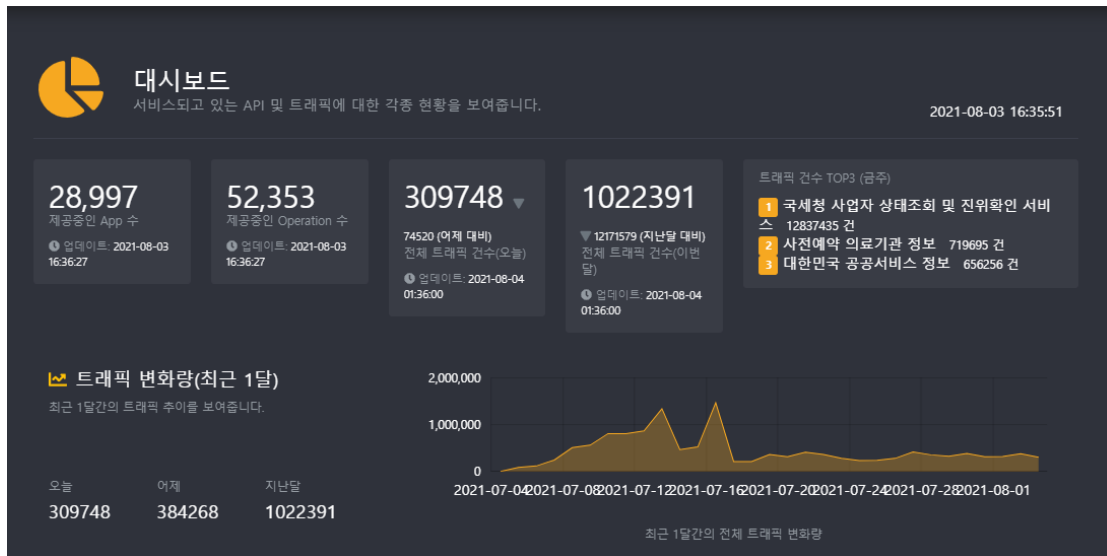 대시보드
서비스되고 있는 API 및 트래픽에 대한 각종 현황을 보여줍니다.
2021-08-03 16:35:51
28,997
제공중인 App 수
업데이트: 2021-08-03
16:36:27
52,353
제공중인 Operation 수
업데이트: 2021-08-03
16:36:27
309748 ▼
74520 (어제 대비)
전체 트래픽 건수(오늘)
업데이트: 2021-08-04
01:36:00
1022391
▼12171579 (지난달 대비)
전체 트래픽 건수(이번
달)
업데이트: 2021-08-04
01:36:00
트래픽 건수 TOP3 (금주)
1 국세청 사업자 상태조회 및 진위확인 서비
스 12837435 건
2 사전예약 의료기관 정보 719695 건
3 대한민국 공공서비스 정보 656256 건
트래픽 변화량(최근 1달)
최근 1달간의 트래픽 추이를 보여줍니다.
오늘
309748
어제
384268
지난달
1022391
2,000,000
1,000,000
0
2021-07-04 2021-07-08 2021-07-12 2021-07-16 2021-07-20 2021-07-24 2021-07-28 2021-08-01
최근 1달간의 전체 트래픽 변화량